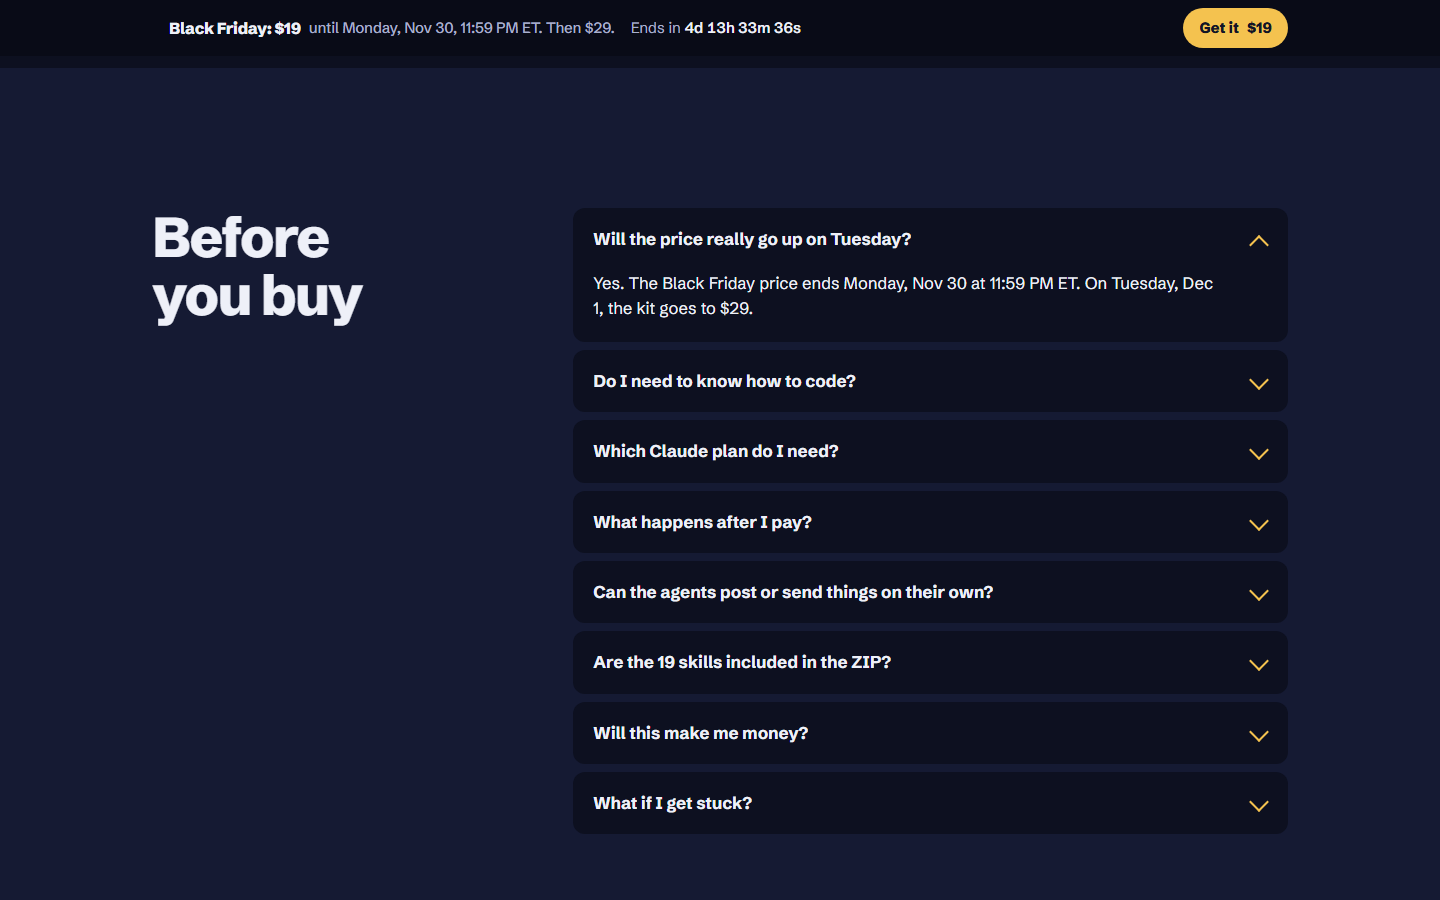 Black Friday: $19 until Monday, Nov 30, 11:59 PM ET. Then $29. Ends in 4d 13h 33m 36s
Get it $19
Before
you buy
Will the price really go up on Tuesday?
Yes. The Black Friday price ends Monday, Nov 30 at 11:59 PM ET. On Tuesday, Dec
1, the kit goes to $29.
Do I need to know how to code?
Which Claude plan do I need?
What happens after I pay?
Can the agents post or send things on their own?
Are the 19 skills included in the ZIP?
Will this make me money?
What if I get stuck?